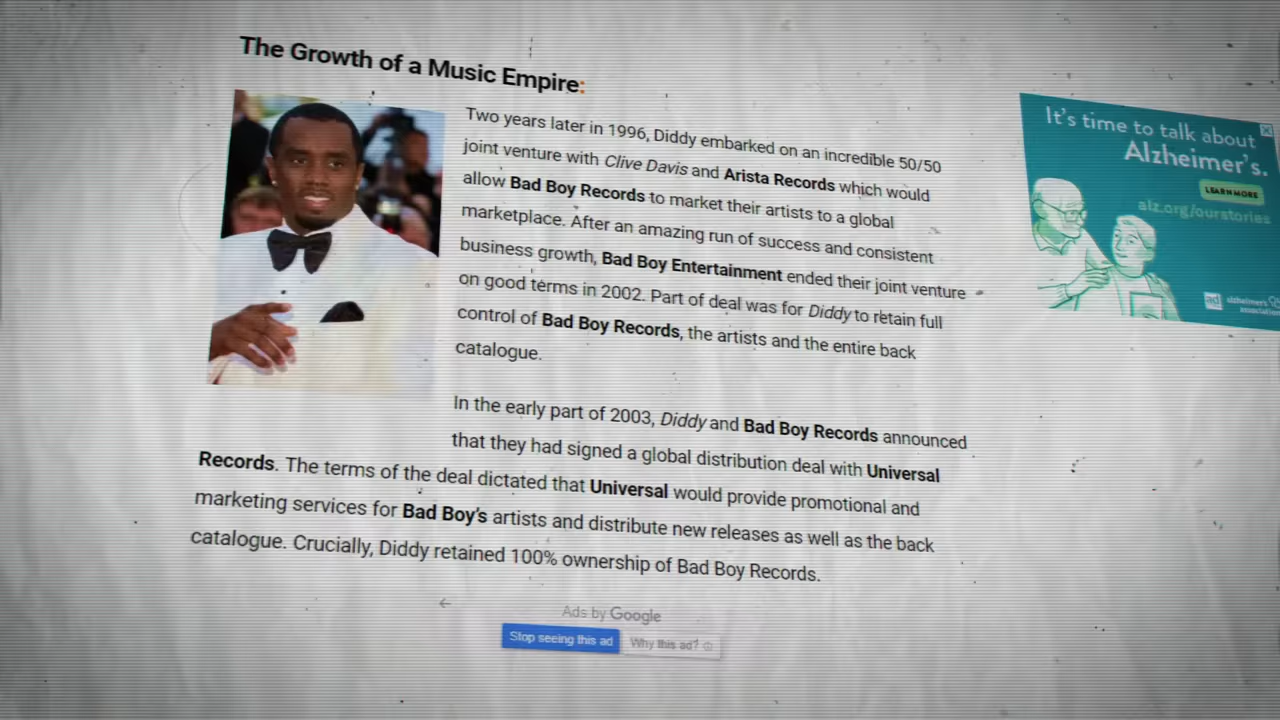 The Growth of a Music Empire:
Two years later in 1996, Diddy embarked on an incredible 50/50
joint venture with Clive Davis and Arista Records which would
allow Bad Boy Records to market their artists to a global
marketplace. After an amazing run of success and consistent
business growth, Bad Boy Entertainment ended their joint venture
on good terms in 2002. Part of deal was for Diddy to retain full
control of Bad Boy Records, the artists and the entire back
catalogue.
In the early part of 2003, Diddy and Bad Boy Records announced
that they had signed a global distribution deal with Universal
Records. The terms of the deal dictated that Universal would provide promotional and
marketing services for Bad Boy's artists and distribute new releases as well as the back
catalogue. Crucially, Diddy retained 100% ownership of Bad Boy Records.
Ads by Google
Stop seeing this ad
Why this ad?
It's time to talk about
Alzheimer's.
LEARN MORE
alz.org/ourstories
ad
alzheimer's
association